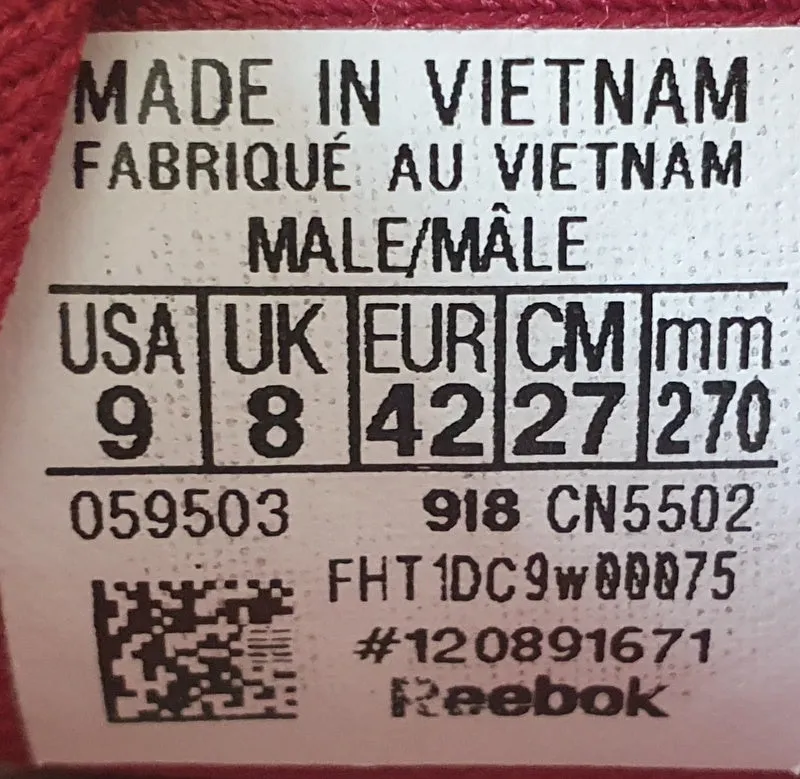 MADE IN VIETNAM
FABRIQUÉ AU VIETNAM
MALE/MÂLE
USA UK EUR CM mm
9 8 42 27 270
059503 918 CN5502
FHT1DC9w00075
#120891671
Reebok